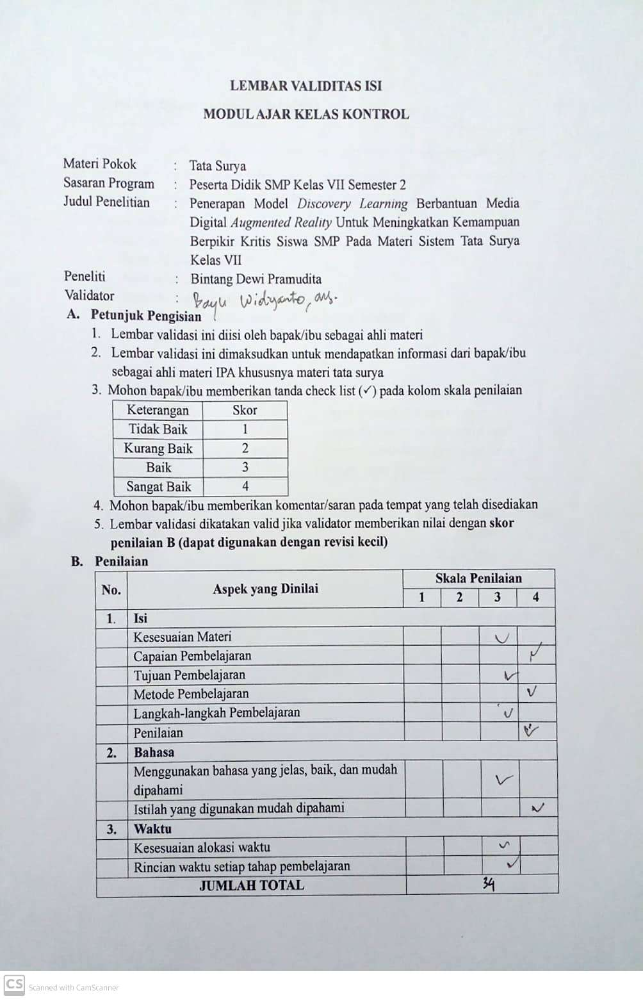 LEMBAR VALIDITAS ISI
MODUL AJAR KELAS KONTROL
Materi Pokok : Tata Surya
Sasaran Program : Peserta Didik SMP Kelas VII Semester 2
Judul Penelitian : Penerapan Model Discovery Learning Berbantuan Media
Digital Augmented Reality Untuk Meningkatkan Kemampuan
Berpikir Kritis Siswa SMP Pada Materi Sistem Tata Surya
Kelas VII
Peneliti : Bintang Dewi Pramudita
Validator : Bayu Widiyanto,
A. Petunjuk Pengisian
1. Lembar validasi ini diisi oleh bapak/ibu sebagai ahli materi
2. Lembar validasi ini dimaksudkan untuk mendapatkan informasi dari bapak/ibu
sebagai ahli materi IPA khususnya materi tata surya
3. Mohon bapak/ibu memberikan tanda check list (✓) pada kolom skala penilaian
Keterangan Skor
Tidak Baik 1
Kurang Baik 2
Baik 3
Sangat Baik 4
4. Mohon bapak/ibu memberikan komentar/saran pada tempat yang telah disediakan
5. Lembar validasi dikatakan valid jika validator memberikan nilai dengan skor
penilaian B (dapat digunakan dengan revisi kecil)
B. Penilaian
No. Aspek yang Dinilai Skala Penilaian
1 2 3 4
1. Isi
Kesesuaian Materi ✓
Capaian Pembelajaran ✓
Tujuan Pembelajaran ✓
Metode Pembelajaran ✓
Langkah-langkah Pembelajaran ✓
Penilaian ✓
2. Bahasa
Menggunakan bahasa yang jelas, baik, dan mudah
dipahami ✓
Istilah yang digunakan mudah dipahami ✓
3. Waktu
Kesesuaian alokasi waktu ✓
Rincian waktu setiap tahap pembelajaran ✓
JUMLAH TOTAL 34
CS Scanned with CamScanner